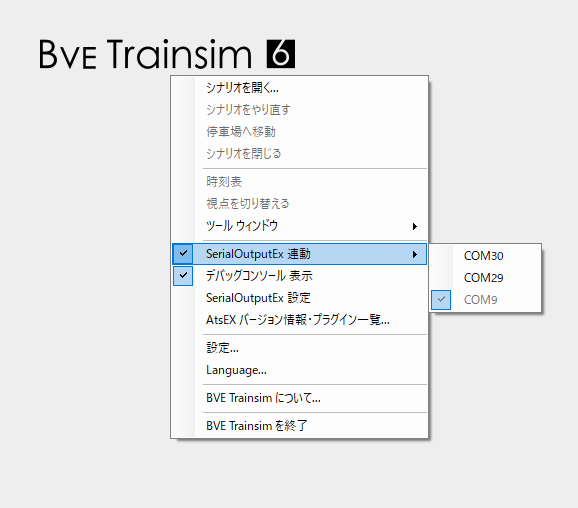 BVE Trainsim 6
シナリオを開く...
シナリオをやり直す
停車場へ移動
シナリオを閉じる
時刻表
視点を切り替える
ツール ウィンドウ
SerialOutputEx 連動
COM30
デバッグコンソール 表示
COM29
SerialOutputEx 設定
COM9
AtsEX バージョン情報・プラグイン一覧...
設定...
Language...
BVE Trainsim について...
BVE Trainsim を終了